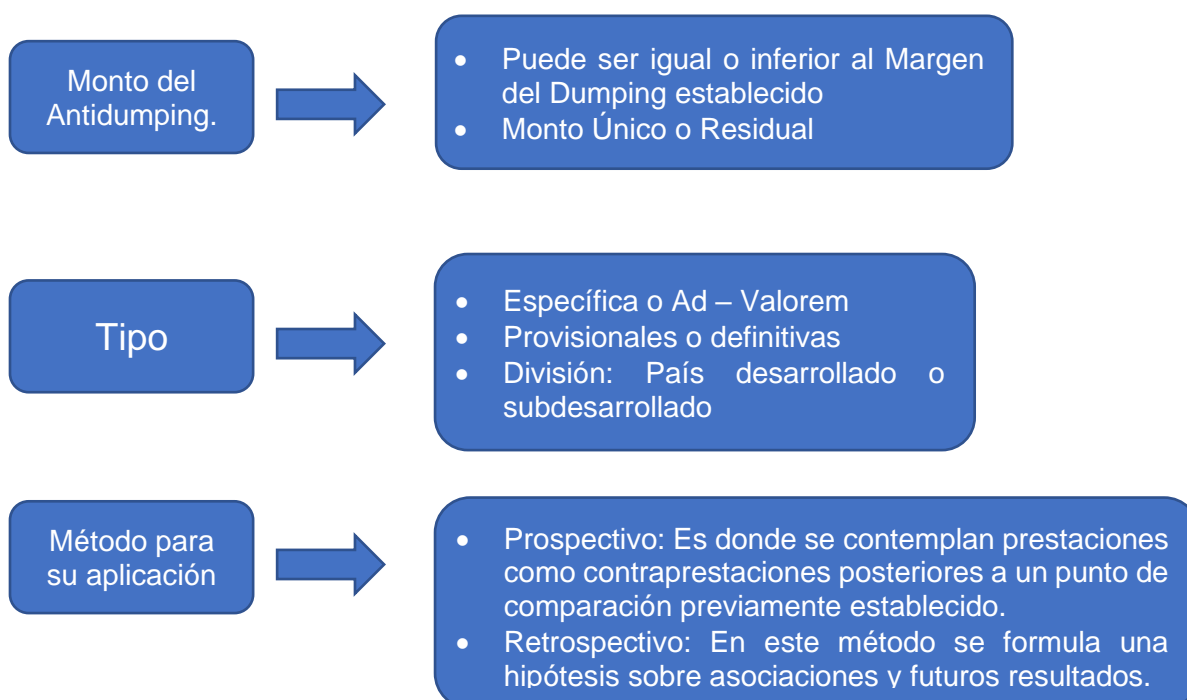 Monto del
Antidumping.
• Puede ser igual o inferior al Margen
del Dumping establecido
• Monto Único o Residual
Tipo
• Específica o Ad – Valorem
• Provisionales o definitivas
• División: País desarrollado o
subdesarrollado
Método para
su aplicación
• Prospectivo: Es donde se contemplan prestaciones
como contraprestaciones posteriores a un punto de
comparación previamente establecido.
• Retrospectivo: En este método se formula una
hipótesis sobre asociaciones y futuros resultados.